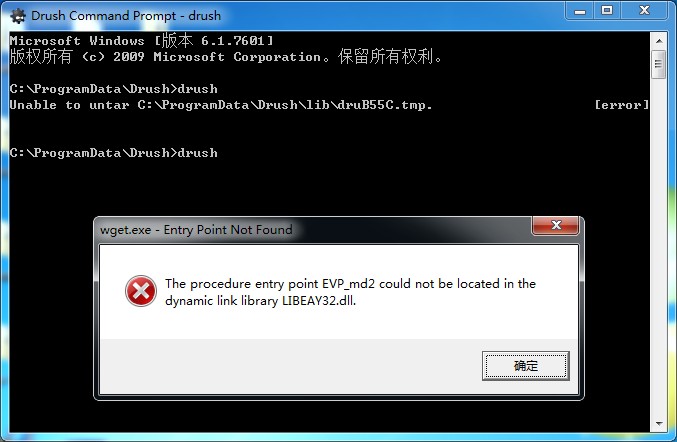 Drush Command Prompt - drush
Microsoft Windows [版本 6.1.7601]
版权所有 (c) 2009 Microsoft Corporation。保留所有权利。
C:\ProgramData\Drush>drush
Unable to untar C:\ProgramData\Drush\lib\druB55C.tmp. [error]
C:\ProgramData\Drush>drush
wget.exe - Entry Point Not Found
The procedure entry point EVP_md2 could not be located in the
dynamic link library LIBEAY32.dll.
确定